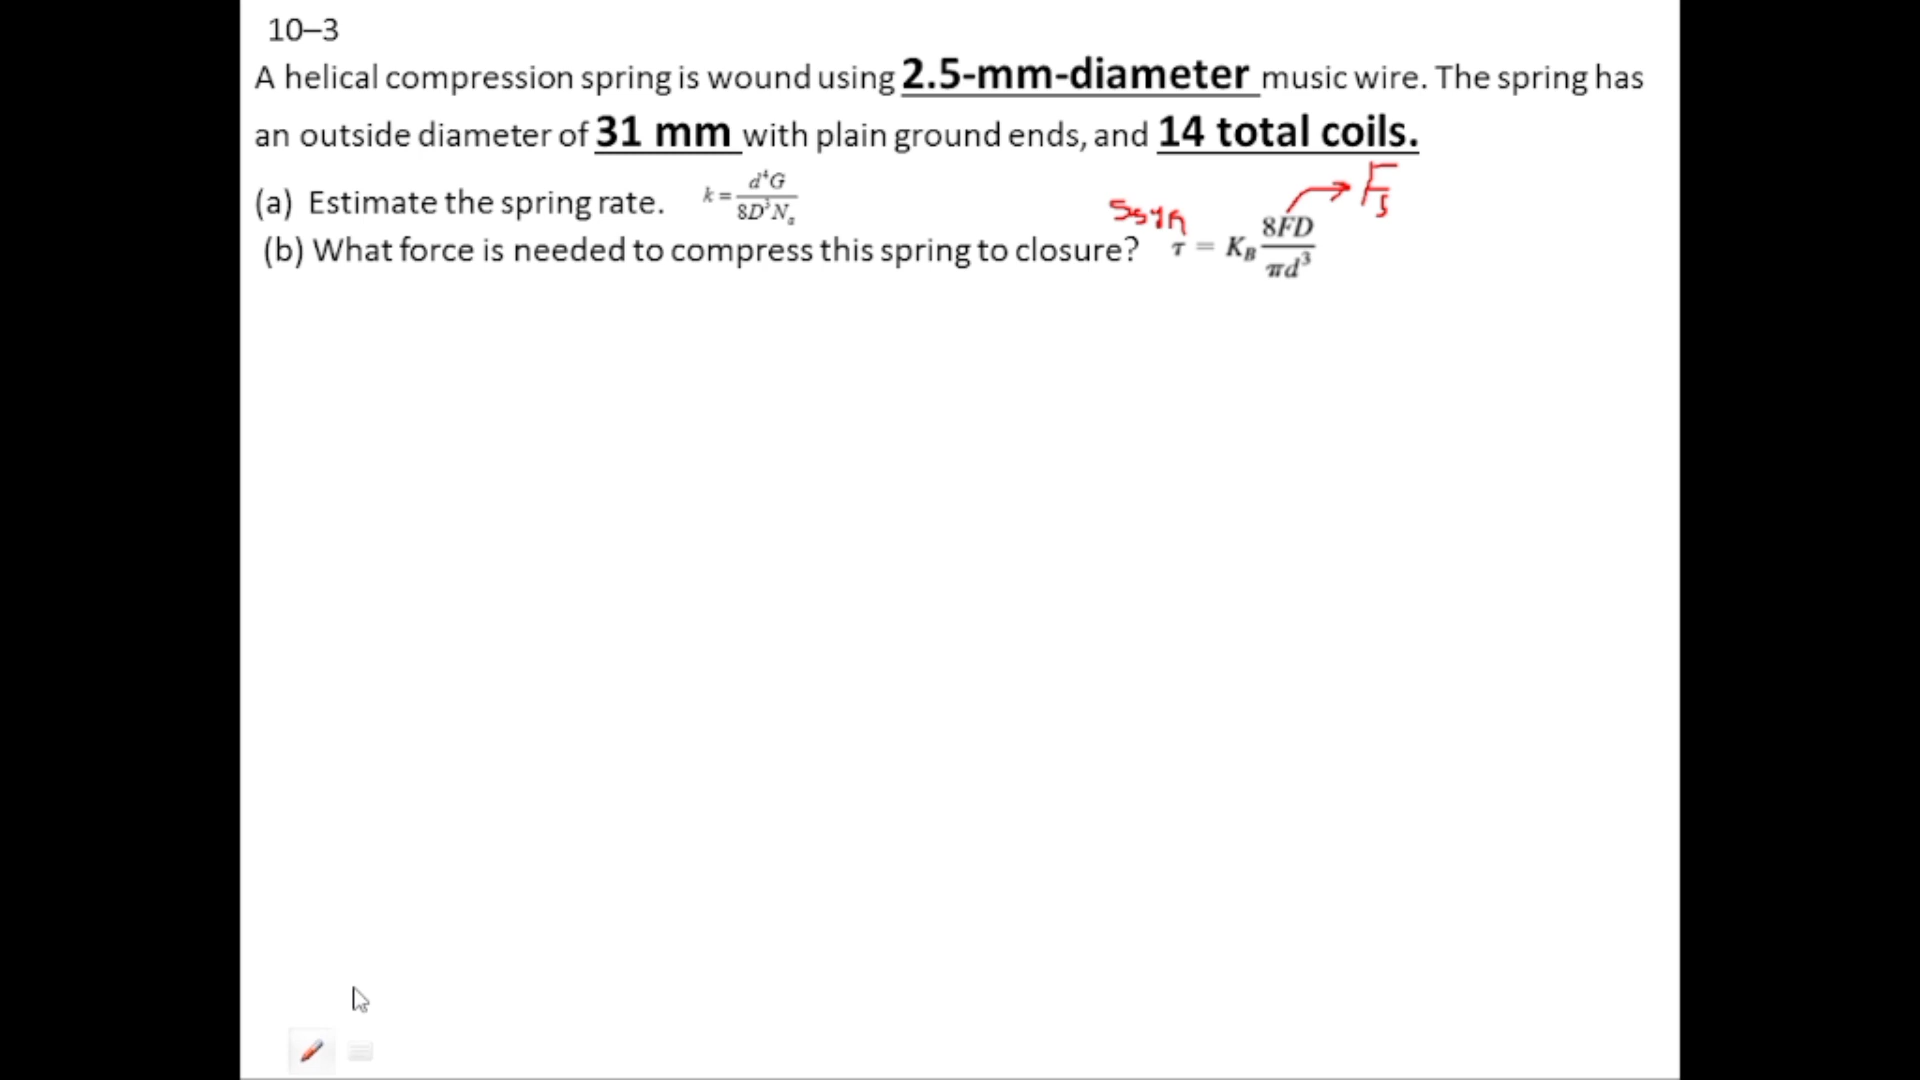 10–3
A helical compression spring is wound using 2.5-mm-diameter music wire. The spring has
an outside diameter of 31 mm with plain ground ends, and 14 total coils.
(a) Estimate the spring rate. k = d⁴G / 8D³Nₐ
Ssy Fs
(b) What force is needed to compress this spring to closure? τ = K_B 8FD / πd³